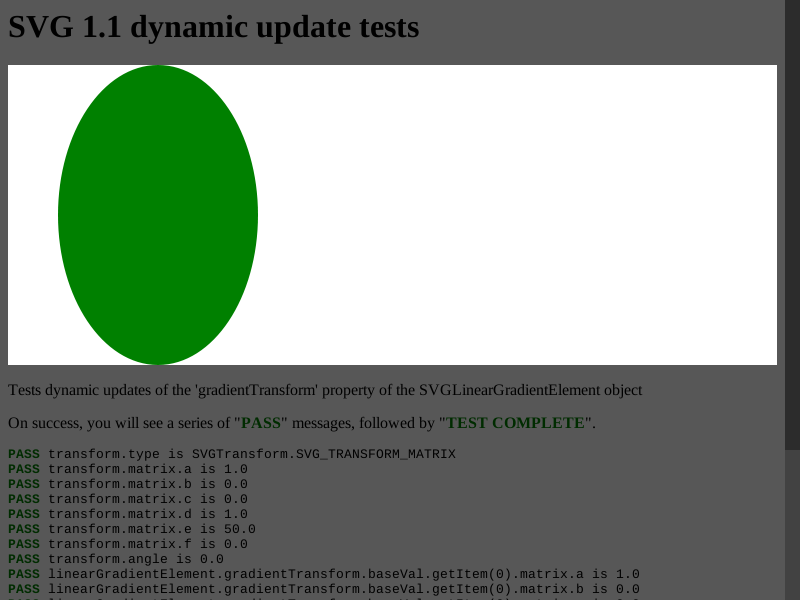 SVG 1.1 dynamic update tests
Tests dynamic updates of the 'gradientTransform' property of the SVGLinearGradientElement object
On success, you will see a series of "PASS" messages, followed by "TEST COMPLETE".
PASS transform.type is SVGTransform.SVG_TRANSFORM_MATRIX
PASS transform.matrix.a is 1.0
PASS transform.matrix.b is 0.0
PASS transform.matrix.c is 0.0
PASS transform.matrix.d is 1.0
PASS transform.matrix.e is 50.0
PASS transform.matrix.f is 0.0
PASS transform.angle is 0.0
PASS linearGradientElement.gradientTransform.baseVal.getItem(0).matrix.a is 1.0
PASS linearGradientElement.gradientTransform.baseVal.getItem(0).matrix.b is 0.0